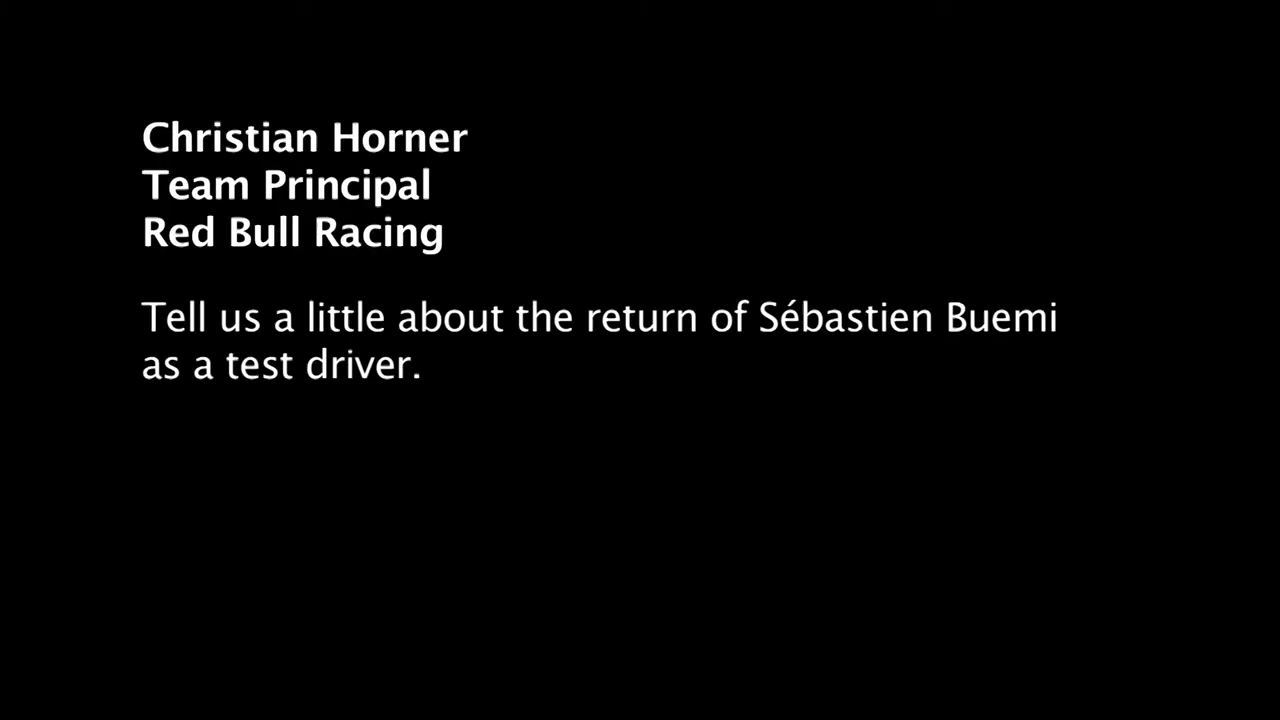 Christian Horner
Team Principal
Red Bull Racing
Tell us a little about the return of Sébastien Buemi
as a test driver.